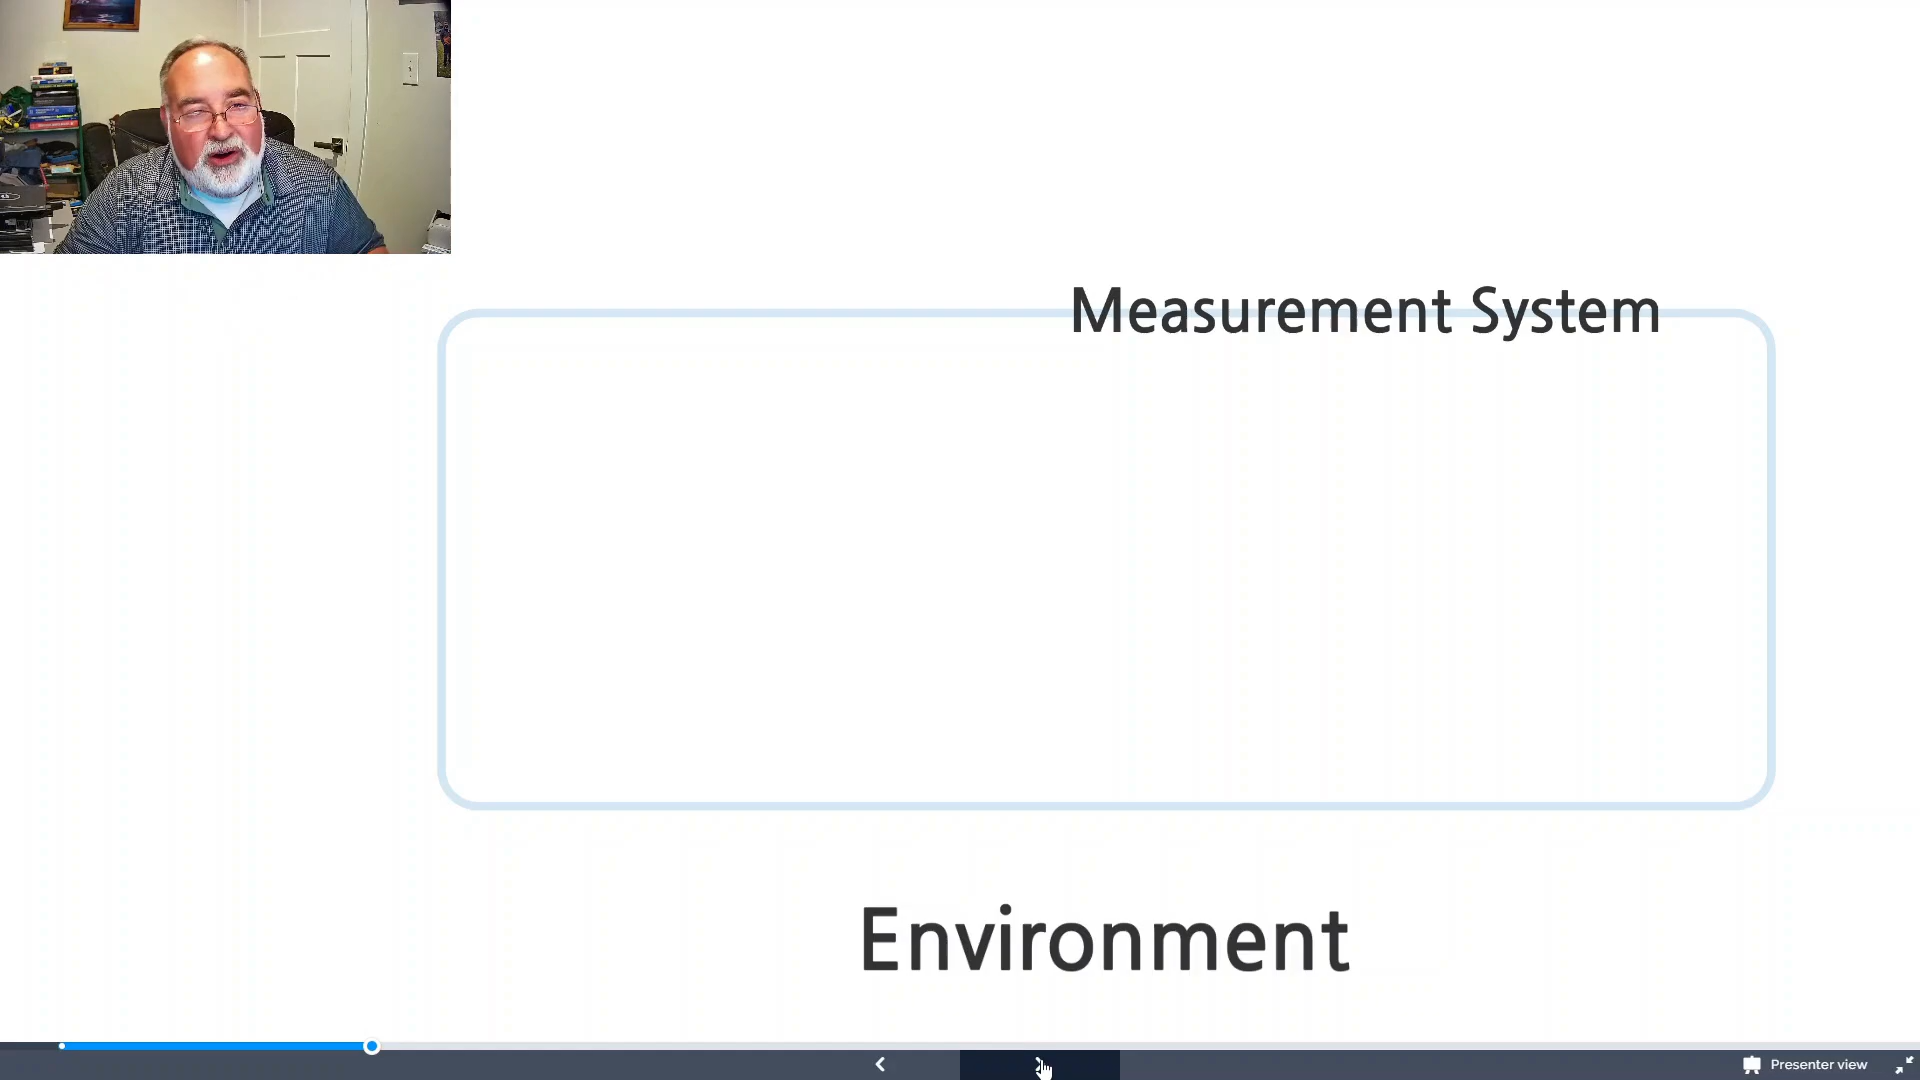 Measurement System
Environment
Presenter view